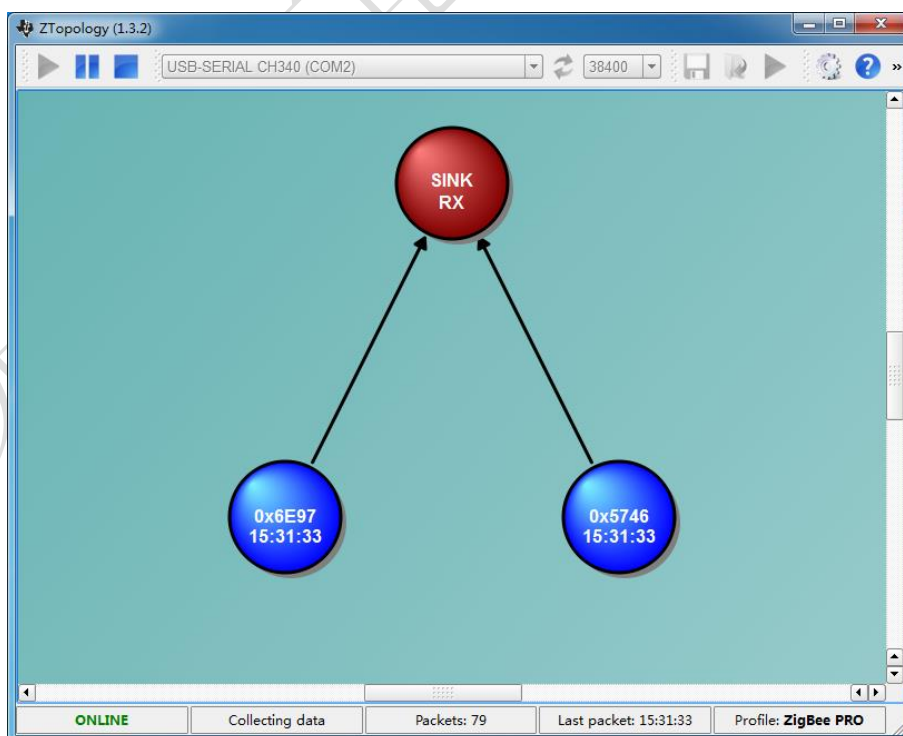 ZTopology (1.3.2)
USB-SERIAL CH340 (COM2)
38400
SINK
RX
0x6E97
15:31:33
0x5746
15:31:33
ONLINE
Collecting data
Packets: 79
Last packet: 15:31:33
Profile: ZigBee PRO